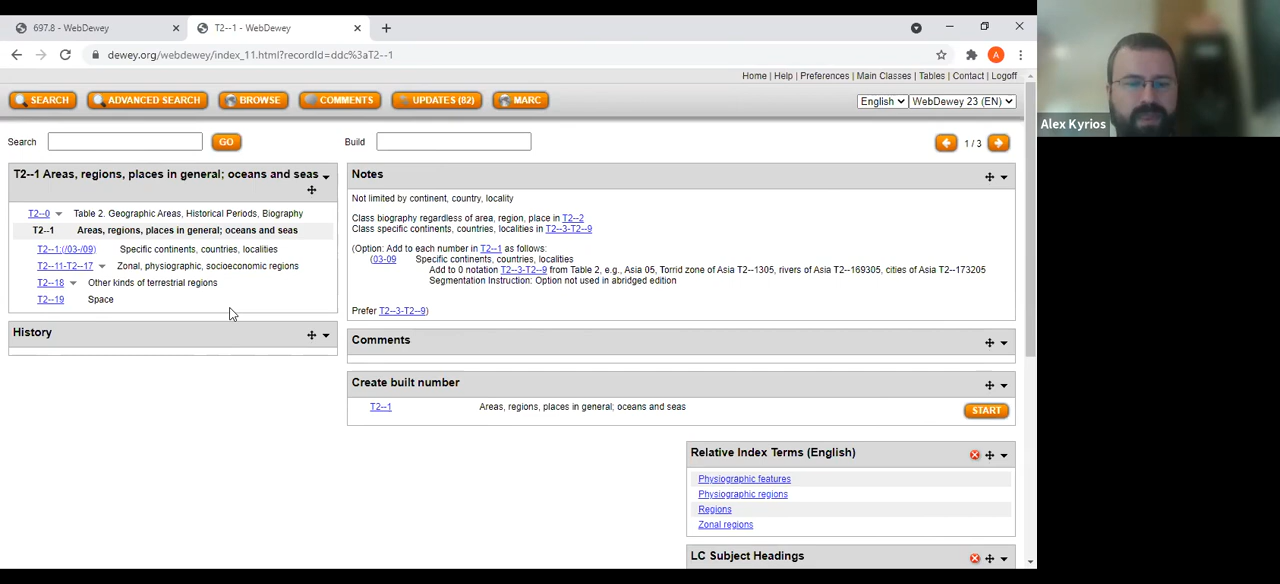 697.8 - WebDewey
T2--1 - WebDewey
dewey.org/webdewey/index_11.html?recordId=ddc%3aT2--1
A
Home | Help | Preferences | Main Classes | Tables | Contact | Logoff
SEARCH ADVANCED SEARCH BROWSE COMMENTS UPDATES (82) MARC
English WebDewey 23 (EN)
Search GO Build 1 / 3
T2--1 Areas, regions, places in general; oceans and seas
T2--0 Table 2. Geographic Areas, Historical Periods, Biography
T2--1 Areas, regions, places in general; oceans and seas
T2--1:(/03-/09) Specific continents, countries, localities
T2--11-T2--17 Zonal, physiographic, socioeconomic regions
T2--18 Other kinds of terrestrial regions
T2--19 Space
History
Notes
Not limited by continent, country, locality
Class biography regardless of area, region, place in T2--2
Class specific continents, countries, localities in T2--3-T2--9
(Option: Add to each number in T2--1 as follows:
(03-09 Specific continents, countries, localities
Add to 0 notation T2--3-T2--9 from Table 2, e.g., Asia 05, Torrid zone of Asia T2--1305, rivers of Asia T2--169305, cities of Asia T2--173205
Segmentation Instruction: Option not used in abridged edition
Prefer T2--3-T2--9)
Comments
Create built number
T2--1 Areas, regions, places in general; oceans and seas START
Relative Index Terms (English)
Physiographic features
Physiographic regions
Regions
Zonal regions
LC Subject Headings
Alex Kyrios